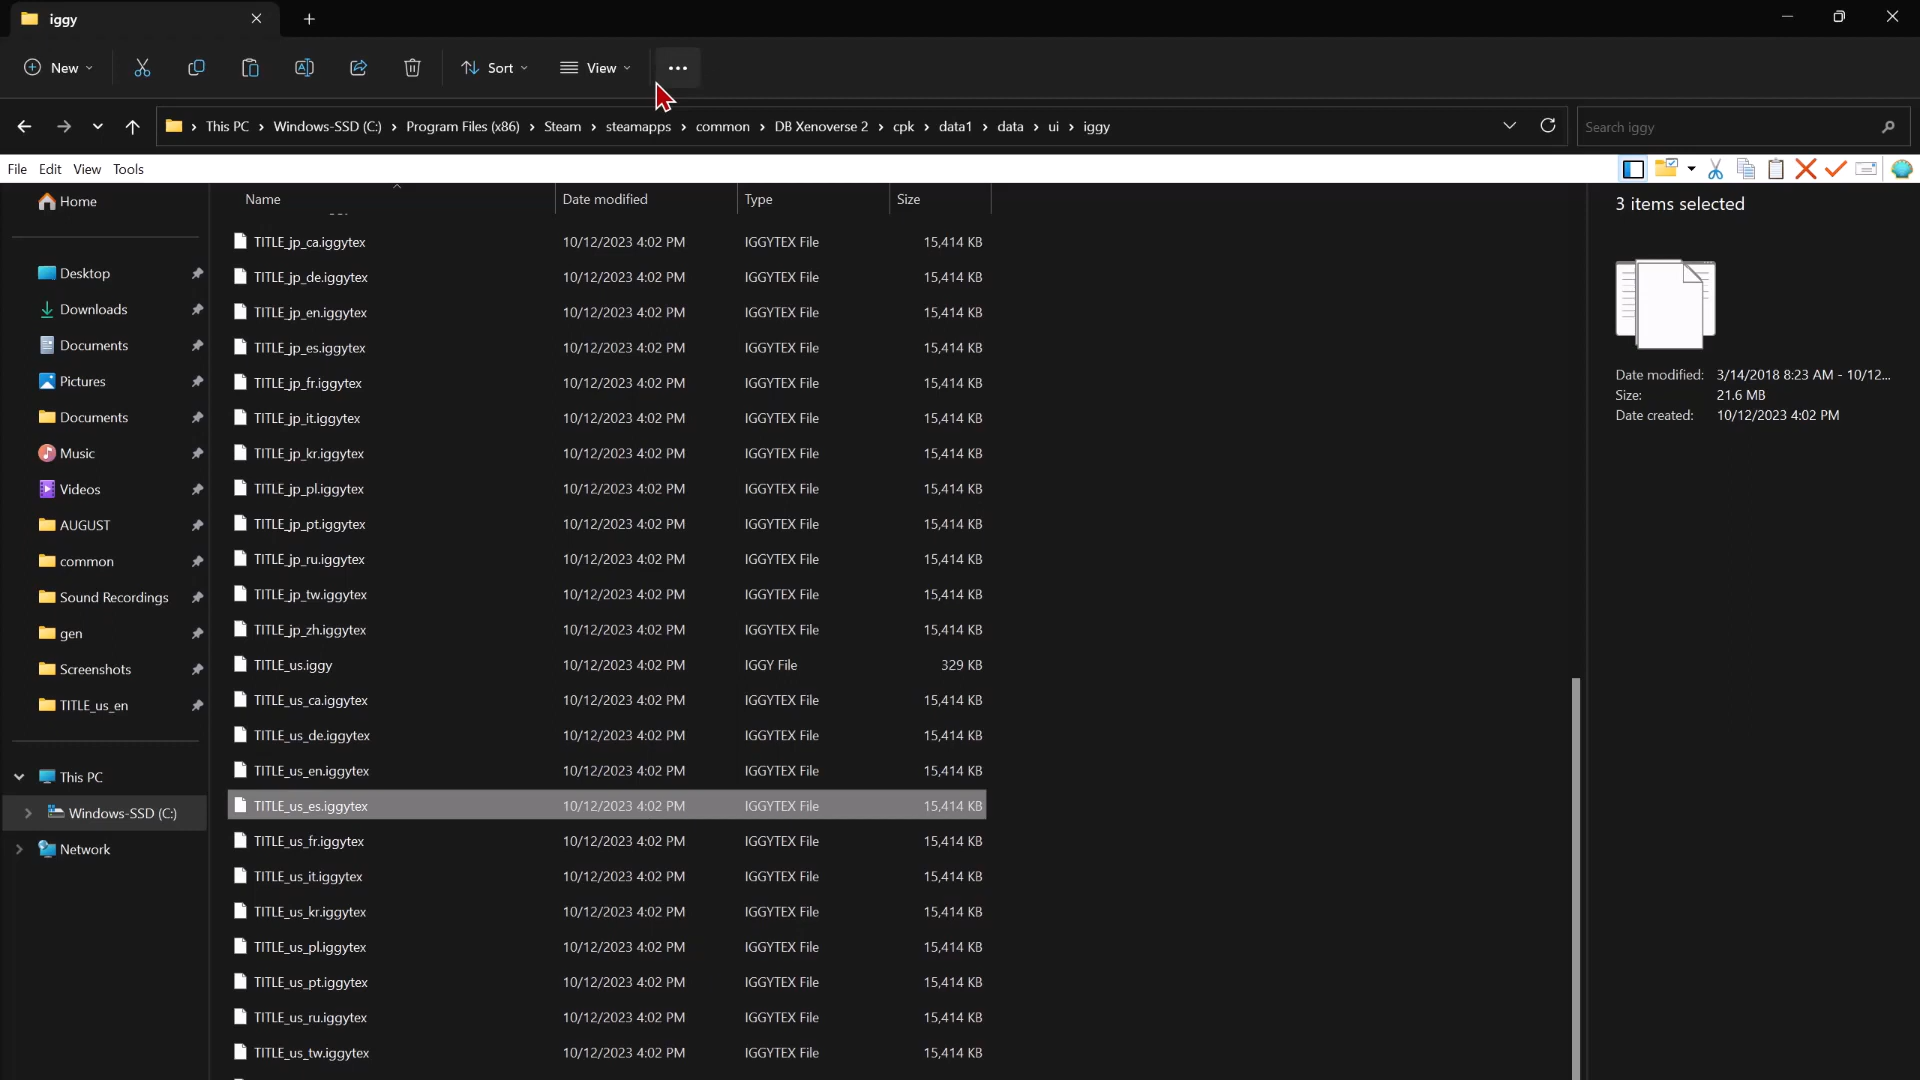 iggy
New
Sort
View
This PC > Windows-SSD (C:) > Program Files (x86) > Steam > steamapps > common > DB Xenoverse 2 > cpk > data1 > data > ui > iggy
Search iggy
File Edit View Tools
Home
Desktop
Downloads
Documents
Pictures
Documents
Music
Videos
AUGUST
common
Sound Recordings
gen
Screenshots
TITLE_us_en
This PC
Windows-SSD (C:)
Network
Name Date modified Type Size
TITLE_jp_ca.iggytex 10/12/2023 4:02 PM IGGYTEX File 15,414 KB
TITLE_jp_de.iggytex 10/12/2023 4:02 PM IGGYTEX File 15,414 KB
TITLE_jp_en.iggytex 10/12/2023 4:02 PM IGGYTEX File 15,414 KB
TITLE_jp_es.iggytex 10/12/2023 4:02 PM IGGYTEX File 15,414 KB
TITLE_jp_fr.iggytex 10/12/2023 4:02 PM IGGYTEX File 15,414 KB
TITLE_jp_it.iggytex 10/12/2023 4:02 PM IGGYTEX File 15,414 KB
TITLE_jp_kr.iggytex 10/12/2023 4:02 PM IGGYTEX File 15,414 KB
TITLE_jp_pl.iggytex 10/12/2023 4:02 PM IGGYTEX File 15,414 KB
TITLE_jp_pt.iggytex 10/12/2023 4:02 PM IGGYTEX File 15,414 KB
TITLE_jp_ru.iggytex 10/12/2023 4:02 PM IGGYTEX File 15,414 KB
TITLE_jp_tw.iggytex 10/12/2023 4:02 PM IGGYTEX File 15,414 KB
TITLE_jp_zh.iggytex 10/12/2023 4:02 PM IGGYTEX File 15,414 KB
TITLE_us.iggy 10/12/2023 4:02 PM IGGY File 329 KB
TITLE_us_ca.iggytex 10/12/2023 4:02 PM IGGYTEX File 15,414 KB
TITLE_us_de.iggytex 10/12/2023 4:02 PM IGGYTEX File 15,414 KB
TITLE_us_en.iggytex 10/12/2023 4:02 PM IGGYTEX File 15,414 KB
TITLE_us_es.iggytex 10/12/2023 4:02 PM IGGYTEX File 15,414 KB
TITLE_us_fr.iggytex 10/12/2023 4:02 PM IGGYTEX File 15,414 KB
TITLE_us_it.iggytex 10/12/2023 4:02 PM IGGYTEX File 15,414 KB
TITLE_us_kr.iggytex 10/12/2023 4:02 PM IGGYTEX File 15,414 KB
TITLE_us_pl.iggytex 10/12/2023 4:02 PM IGGYTEX File 15,414 KB
TITLE_us_pt.iggytex 10/12/2023 4:02 PM IGGYTEX File 15,414 KB
TITLE_us_ru.iggytex 10/12/2023 4:02 PM IGGYTEX File 15,414 KB
TITLE_us_tw.iggytex 10/12/2023 4:02 PM IGGYTEX File 15,414 KB
3 items selected
Date modified: 3/14/2018 8:23 AM - 10/12...
Size: 21.6 MB
Date created: 10/12/2023 4:02 PM